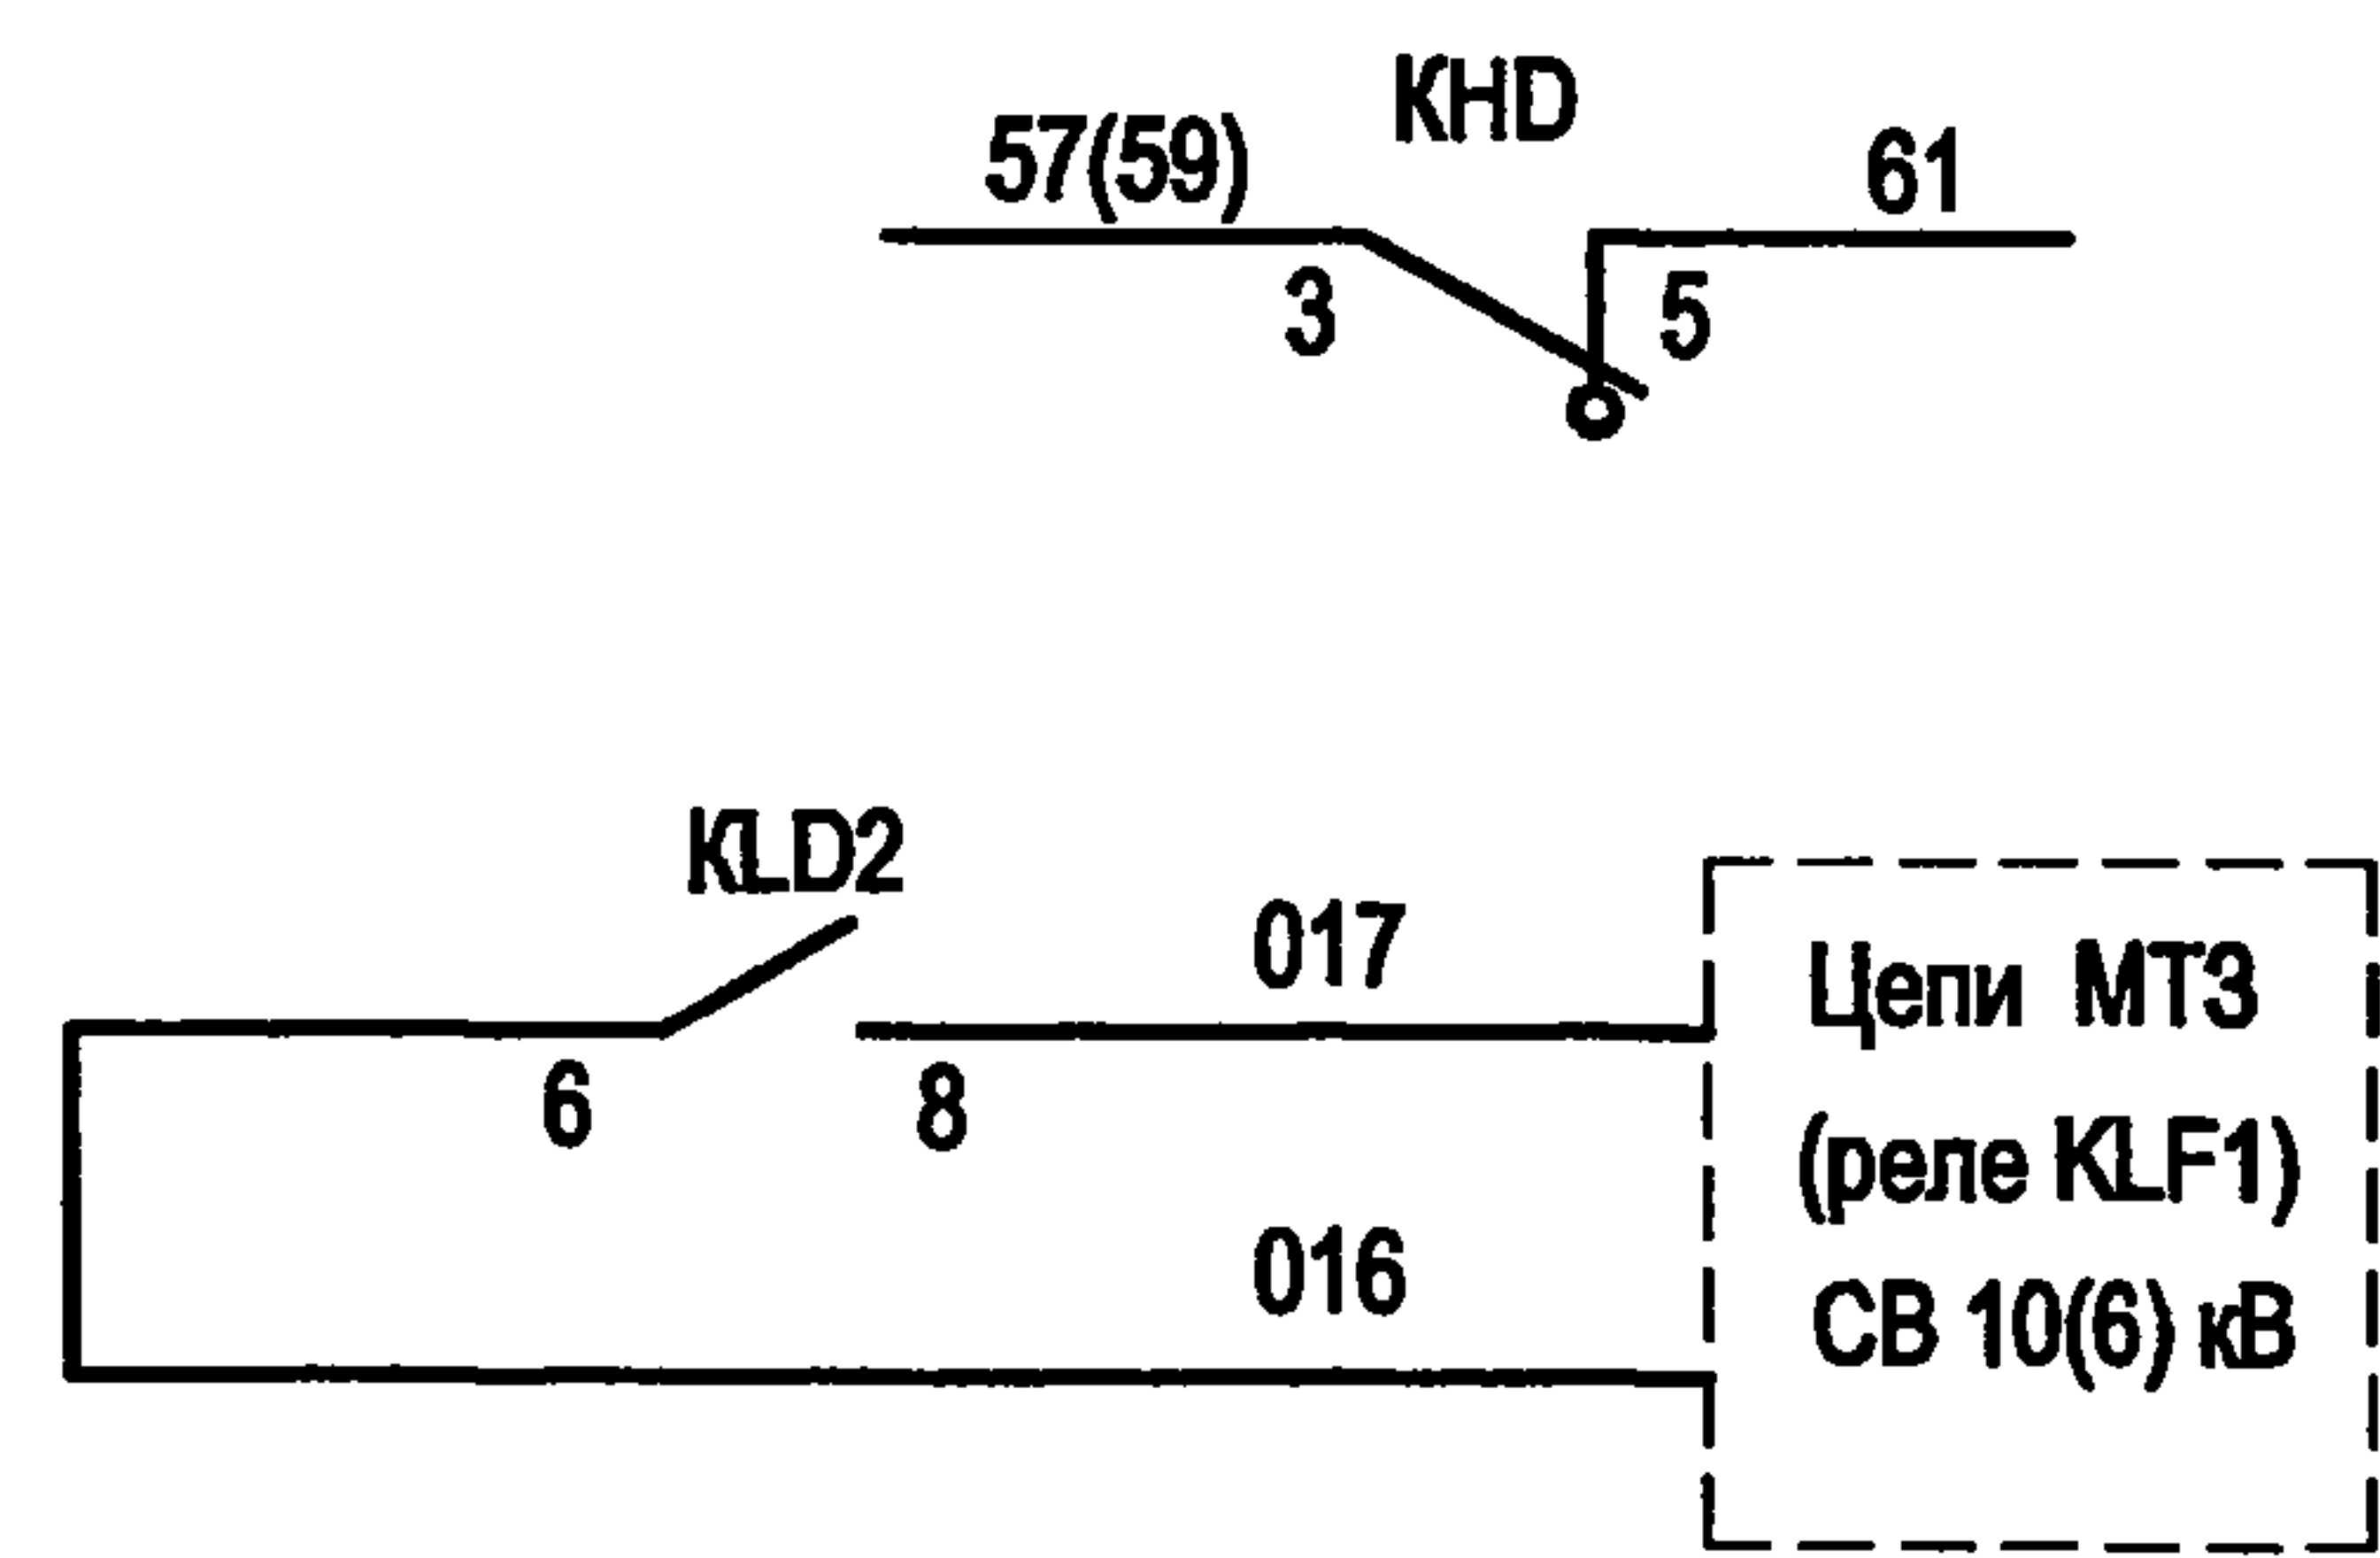 KHD
57(59)
61
3
5
KLD2
017
6
8
016
Цепи МТЗ
(реле KLF1)
СВ 10(6) кВ